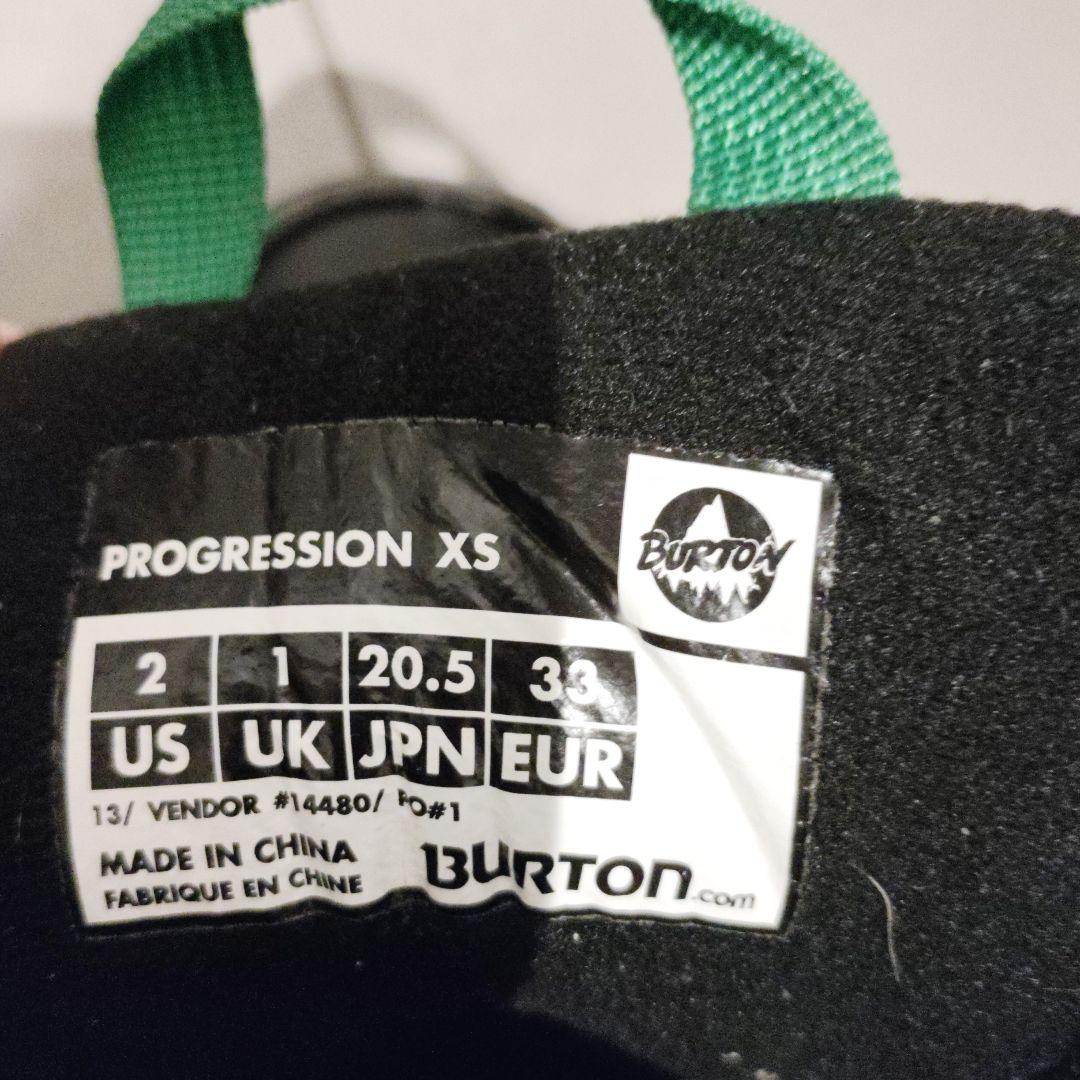 PROGRESSION XS
BURTON
2 1 20.5 33
US UK JPN EUR
13/ VENDOR #14480/ PO#1
MADE IN CHINA
FABRIQUE EN CHINE
BURTON.com